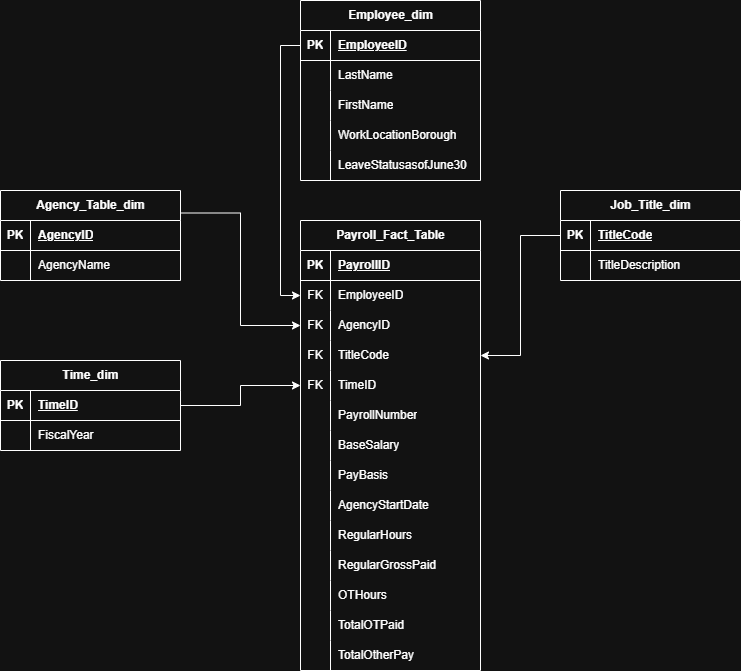 Employee_dim
PK EmployeeID
LastName
FirstName
WorkLocationBorough
LeaveStatusasofJune30
Agency_Table_dim
PK AgencyID
AgencyName
Time_dim
PK TimeID
FiscalYear
Payroll_Fact_Table
PK PayrollID
FK EmployeeID
FK AgencyID
FK TitleCode
FK TimeID
PayrollNumber
BaseSalary
PayBasis
AgencyStartDate
RegularHours
RegularGrossPaid
OTHours
TotalOTPaid
TotalOtherPay
Job_Title_dim
PK TitleCode
TitleDescription